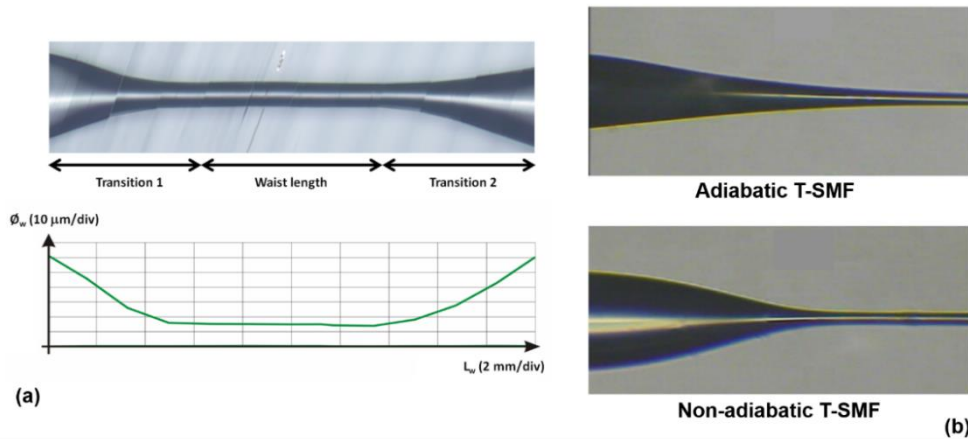 Transition 1
Waist length
Transition 2
Ø_w (10 μm/div)
L_w (2 mm/div)
(a)
Adiabatic T-SMF
Non-adiabatic T-SMF
(b)